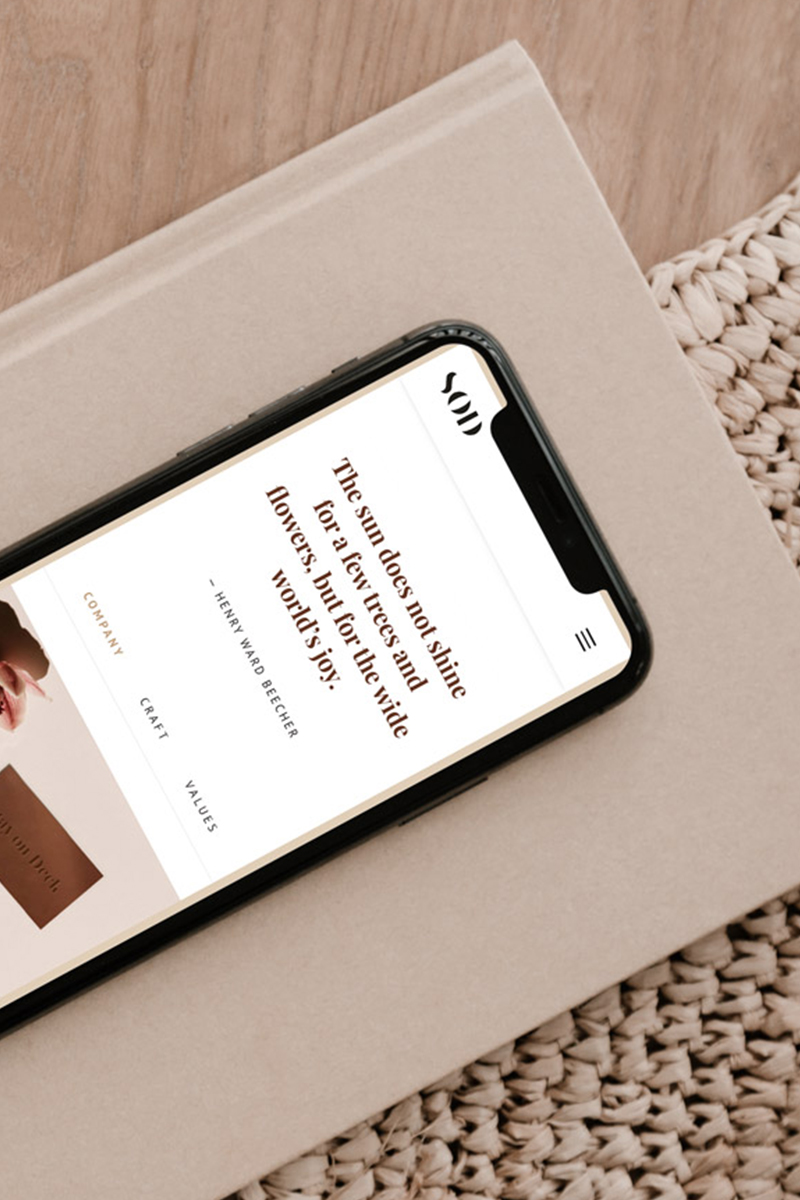 SOD
The sun does not shine
for a few trees and
flowers, but for the wide
world's joy.
– HENRY WARD BEECHER
COMPANY CRAFT VALUES
on Deck